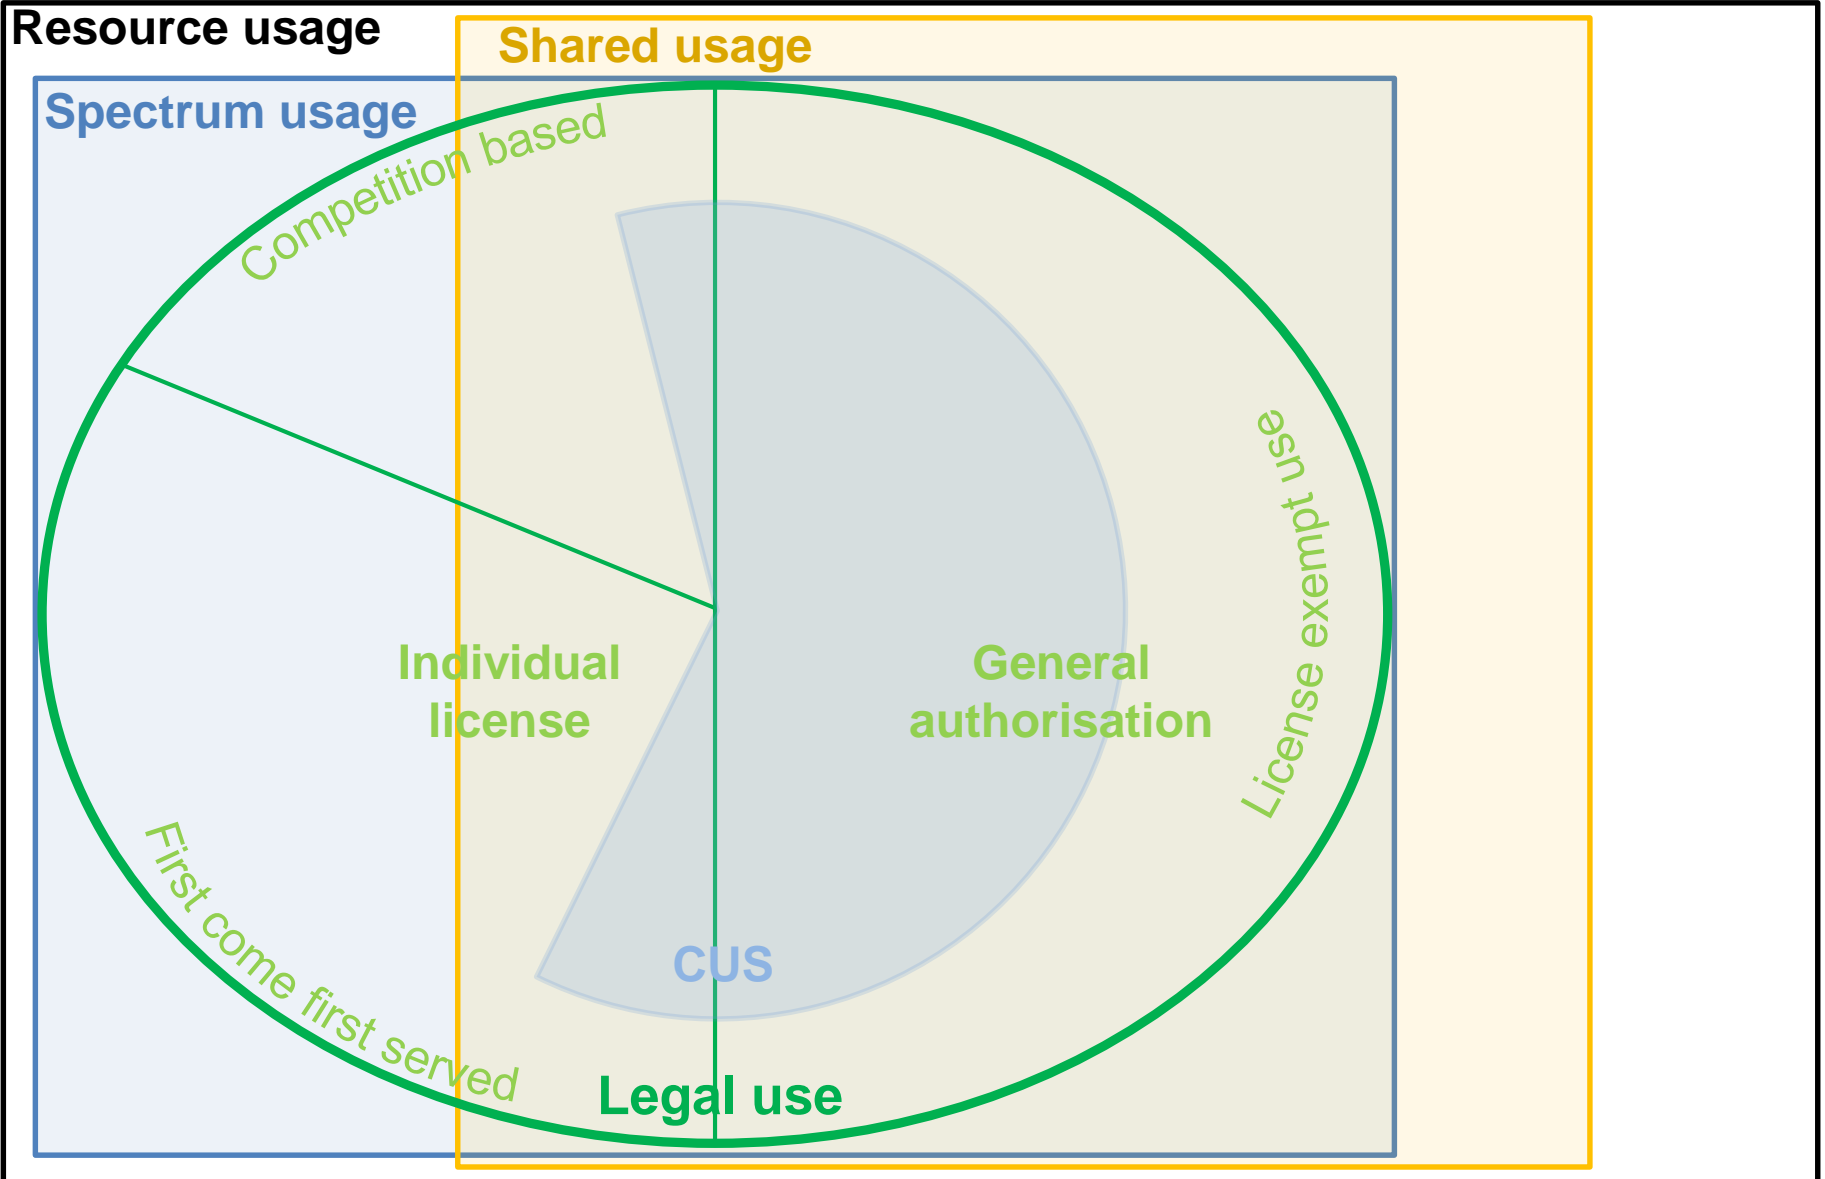 Resource usage
Shared usage
Spectrum usage
Competition based
License exempt use
Individual
license
General
authorisation
First come first served
CUS
Legal use